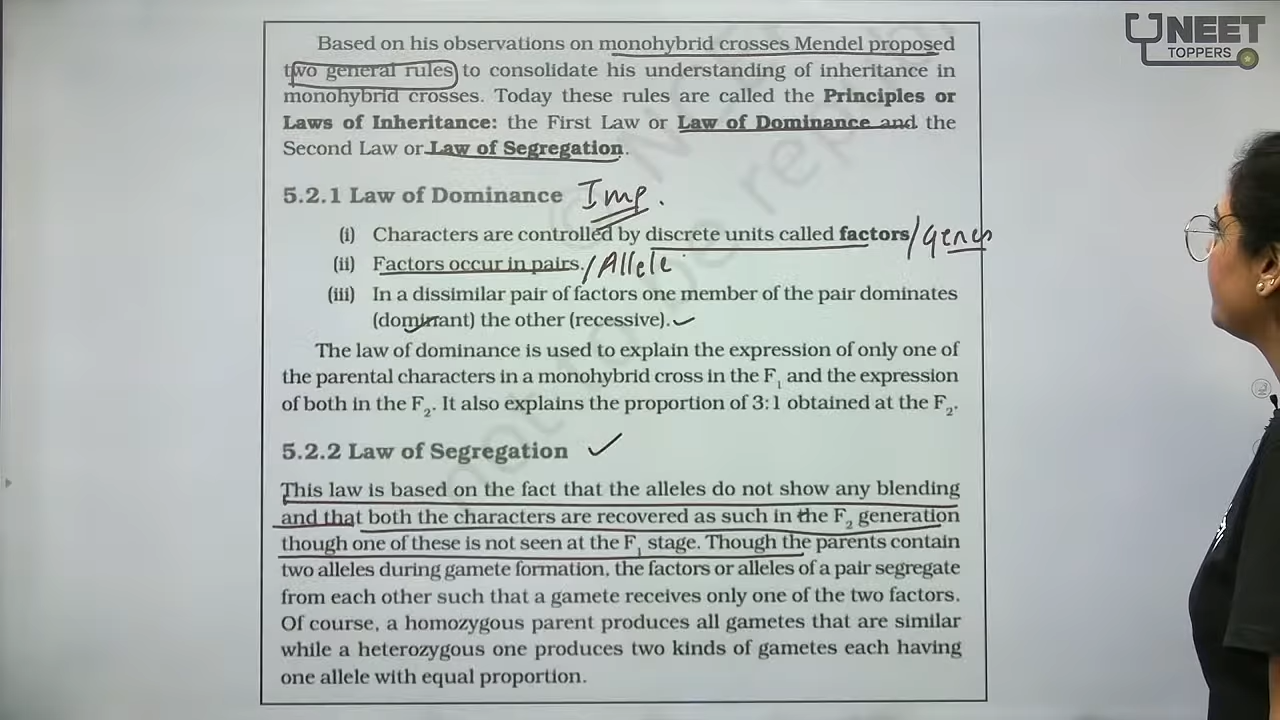 NEET
TOPPERS
Based on his observations on monohybrid crosses Mendel proposed
two general rules to consolidate his understanding of inheritance in
monohybrid crosses. Today these rules are called the Principles or
Laws of Inheritance: the First Law or Law of Dominance and the
Second Law or Law of Segregation.
5.2.1 Law of Dominance Imp.
(i) Characters are controlled by discrete units called factors/Genes
(ii) Factors occur in pairs./Allele
(iii) In a dissimilar pair of factors one member of the pair dominates
(dominant) the other (recessive).
The law of dominance is used to explain the expression of only one of
the parental characters in a monohybrid cross in the F1 and the expression
of both in the F2. It also explains the proportion of 3:1 obtained at the F2.
5.2.2 Law of Segregation
This law is based on the fact that the alleles do not show any blending
and that both the characters are recovered as such in the F2 generation
though one of these is not seen at the F1 stage. Though the parents contain
two alleles during gamete formation, the factors or alleles of a pair segregate
from each other such that a gamete receives only one of the two factors.
Of course, a homozygous parent produces all gametes that are similar
while a heterozygous one produces two kinds of gametes each having
one allele with equal proportion.